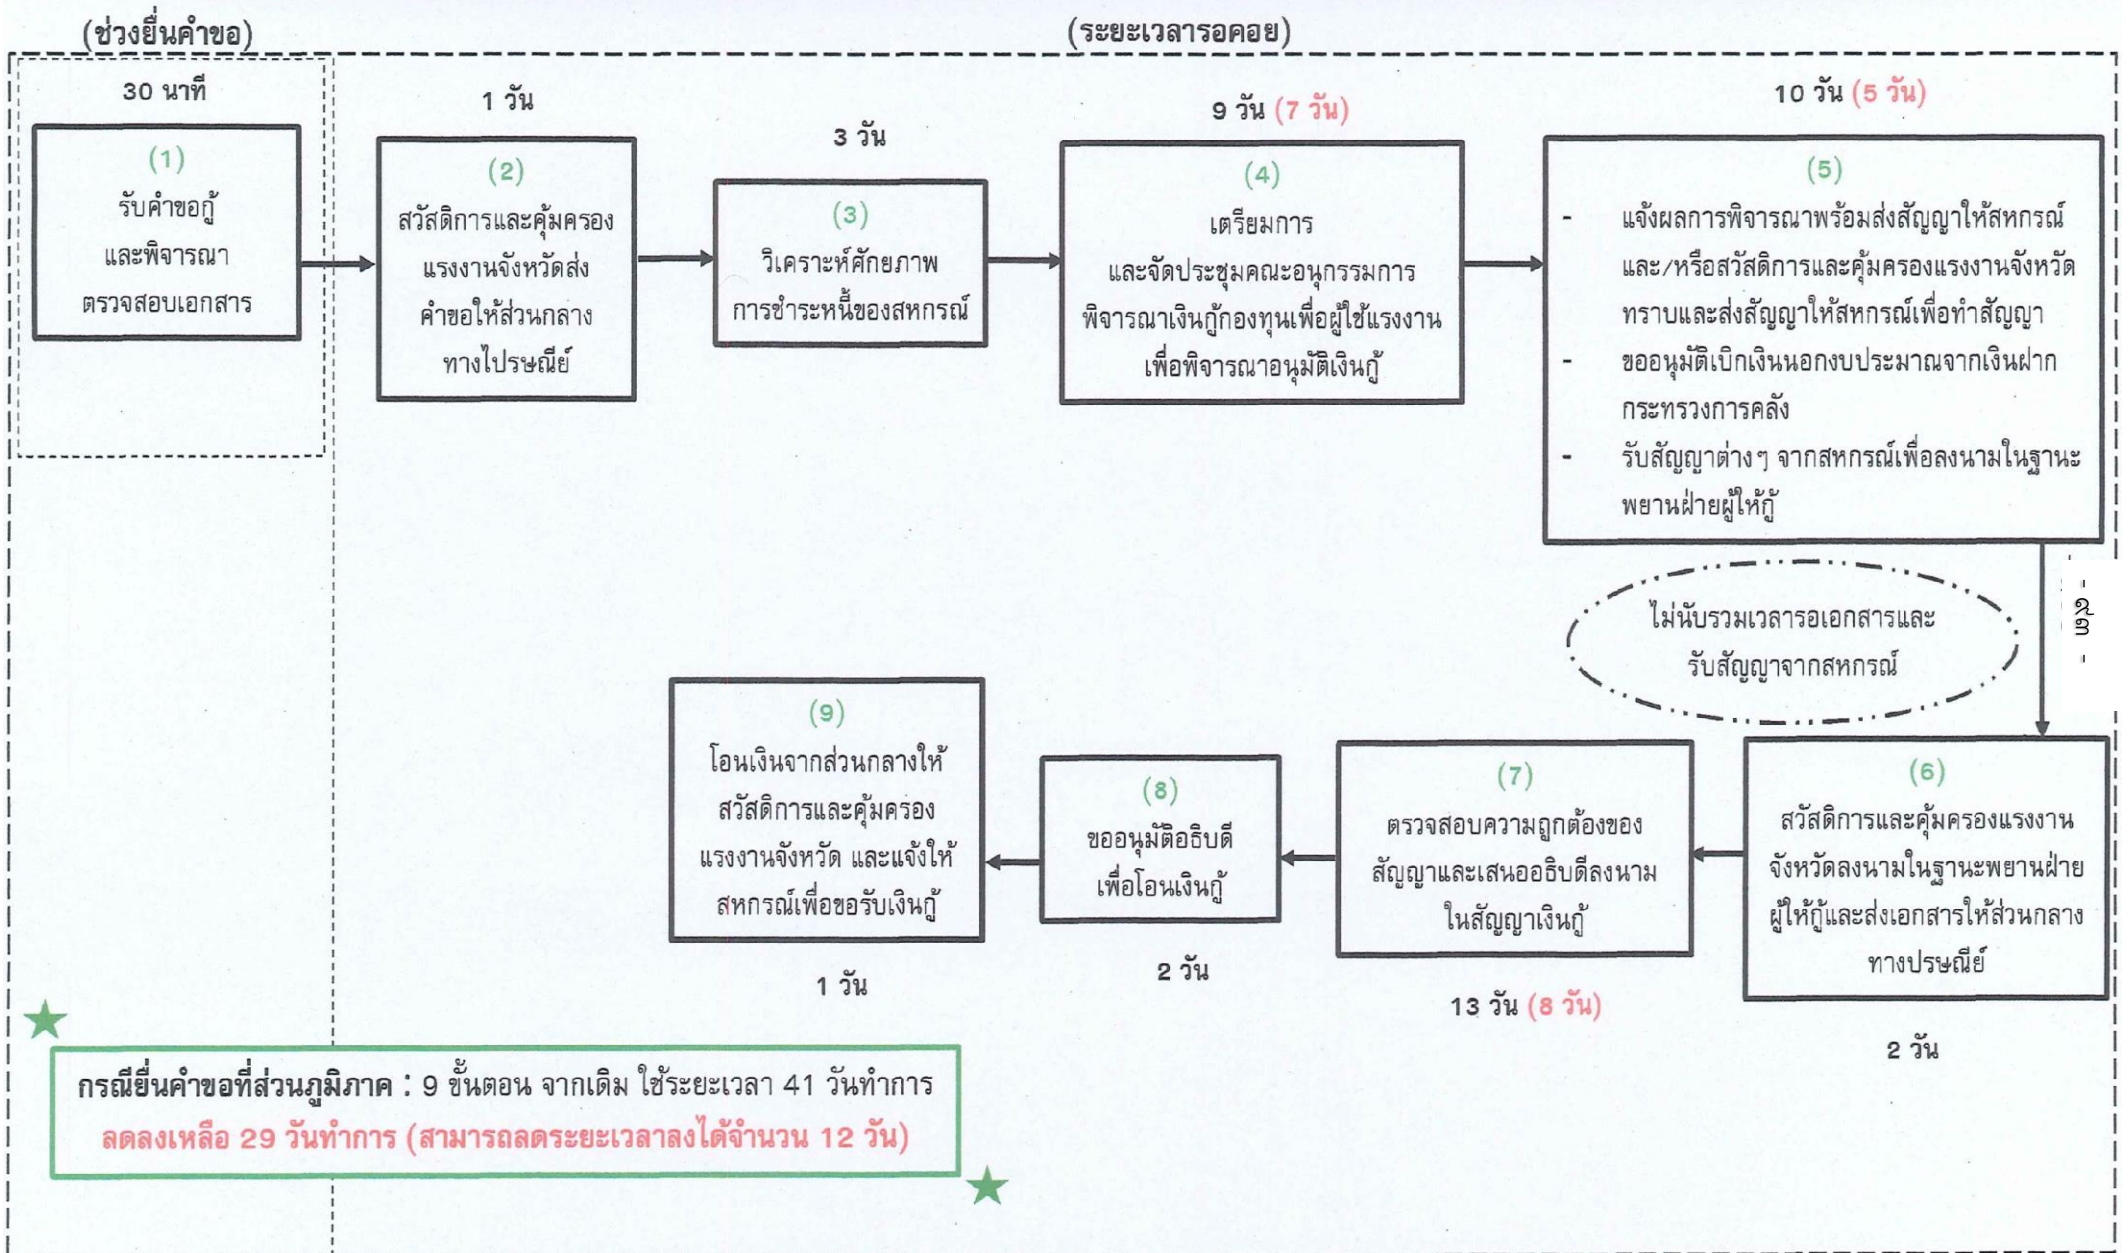 (ช่วงยื่นคำขอ)
(ระยะเวลารอคอย)
30 นาที
(1)
รับคำขอกู้
และพิจารณา
ตรวจสอบเอกสาร
1 วัน
(2)
สวัสดิการและคุ้มครอง
แรงงานจังหวัดส่ง
คำขอให้ส่วนกลาง
ทางไปรษณีย์
3 วัน
(3)
วิเคราะห์ศักยภาพ
การชำระหนี้ของสหกรณ์
9 วัน (7 วัน)
(4)
เตรียมการ
และจัดประชุมคณะอนุกรรมการ
พิจารณาเงินกู้กองทุนเพื่อผู้ใช้แรงงาน
เพื่อพิจารณาอนุมัติเงินกู้
10 วัน (5 วัน)
(5)
- แจ้งผลการพิจารณาพร้อมส่งสัญญาให้สหกรณ์
และ/หรือสวัสดิการและคุ้มครองแรงงานจังหวัด
ทราบและส่งสัญญาให้สหกรณ์เพื่อทำสัญญา
- ขออนุมัติเบิกเงินนอกงบประมาณจากเงินฝาก
กระทรวงการคลัง
- รับสัญญาต่างๆ จากสหกรณ์เพื่อลงนามในฐานะ
พยานฝ่ายผู้ให้กู้
ไม่นับรวมเวลารอเอกสารและ
รับสัญญาจากสหกรณ์
- ๙๓ -
(6)
สวัสดิการและคุ้มครองแรงงาน
จังหวัดลงนามในฐานะพยานฝ่าย
ผู้ให้กู้และส่งเอกสารให้ส่วนกลาง
ทางปรษณีย์
2 วัน
(7)
ตรวจสอบความถูกต้องของ
สัญญาและเสนออธิบดีลงนาม
ในสัญญาเงินกู้
13 วัน (8 วัน)
(8)
ขออนุมัติอธิบดี
เพื่อโอนเงินกู้
2 วัน
(9)
โอนเงินจากส่วนกลางให้
สวัสดิการและคุ้มครอง
แรงงานจังหวัด และแจ้งให้
สหกรณ์เพื่อขอรับเงินกู้
1 วัน
กรณียื่นคำขอที่ส่วนภูมิภาค : 9 ขั้นตอน จากเดิม ใช้ระยะเวลา 41 วันทำการ
ลดลงเหลือ 29 วันทำการ (สามารถลดระยะเวลาลงได้จำนวน 12 วัน)